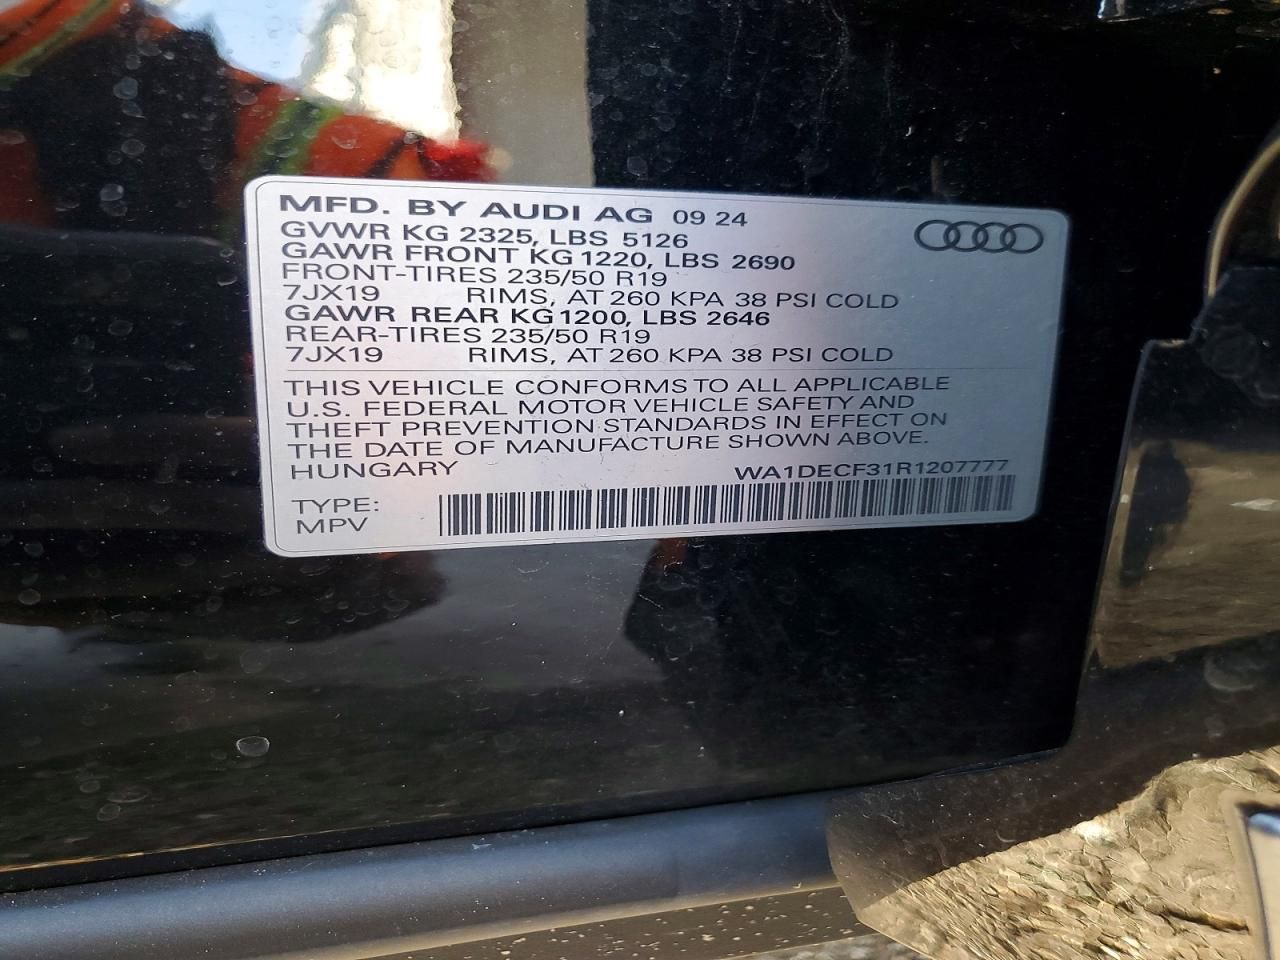 MFD. BY AUDI AG 09 24
GVWR KG 2325, LBS 5126
GAWR FRONT KG 1220, LBS 2690
FRONT-TIRES 235/50 R19
7JX19 RIMS, AT 260 KPA 38 PSI COLD
GAWR REAR KG 1200, LBS 2646
REAR-TIRES 235/50 R19
7JX19 RIMS, AT 260 KPA 38 PSI COLD
THIS VEHICLE CONFORMS TO ALL APPLICABLE
U.S. FEDERAL MOTOR VEHICLE SAFETY AND
THEFT PREVENTION STANDARDS IN EFFECT ON
THE DATE OF MANUFACTURE SHOWN ABOVE.
HUNGARY WA1DECF31R1207777
TYPE:
MPV